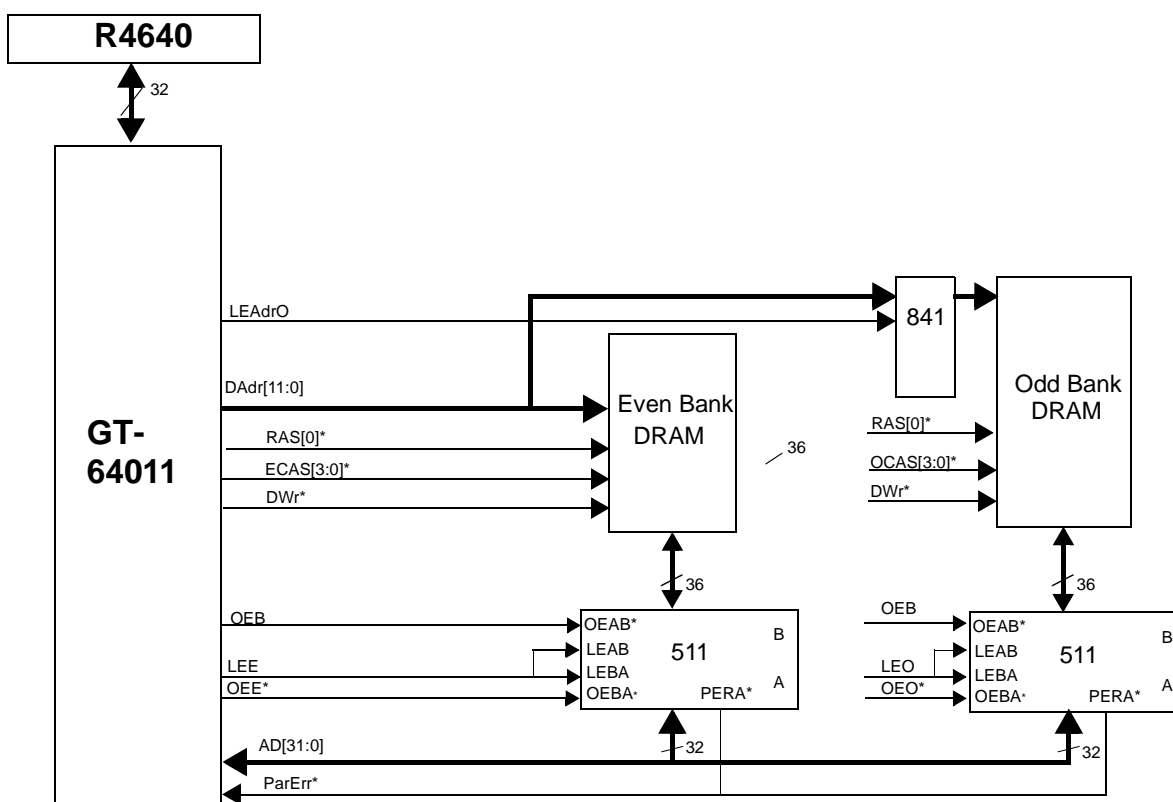 R4640
32
LEAdrO
841
DAdr[11:0]
Even Bank
DRAM
Odd Bank
DRAM
GT-
64011
RAS[0]*
ECAS[3:0]*
DWr*
36
RAS[0]*
OCAS[3:0]*
DWr*
36
36
OEB
LEE
OEE*
OEAB*
LEAB
LEBA
OEBA*
511
B
A
PERA*
OEB
LEO
OEO*
OEAB*
LEAB
LEBA
OEBA*
511
B
A
PERA*
AD[31:0]
32
32
ParErr*